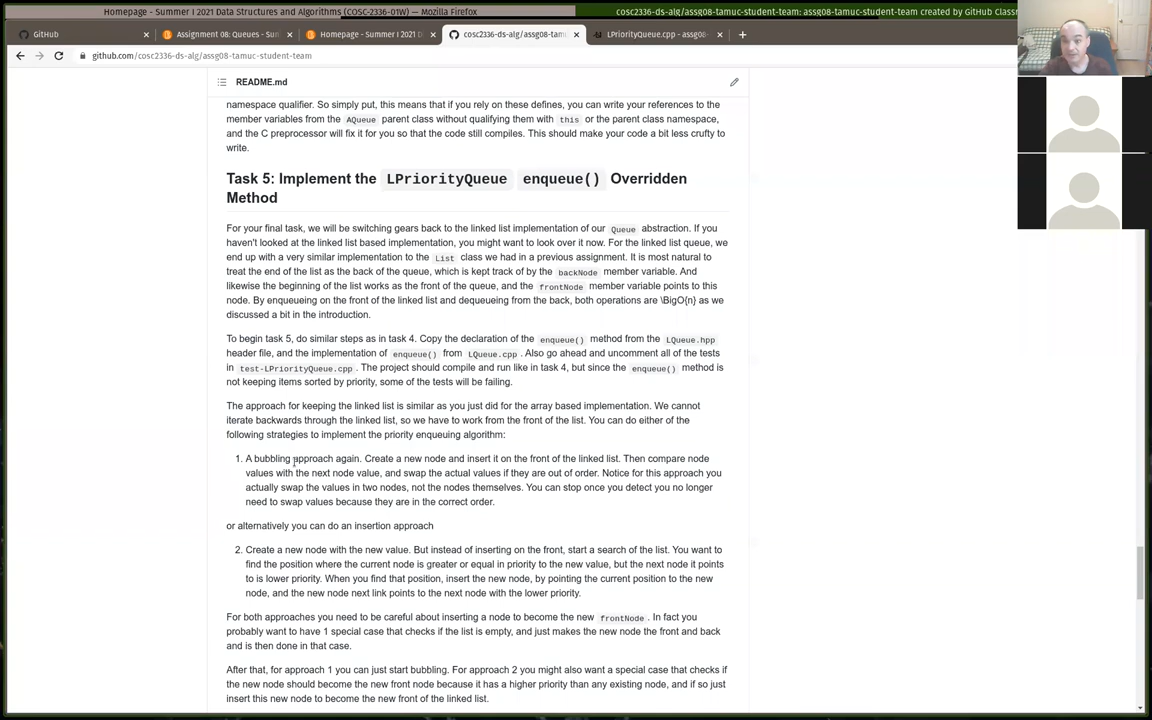 Homepage - Summer I 2021 Data Structures and Algorithms (COSC-2336-01W) — Mozilla Firefox
cosc2336-ds-alg/assg08-tamuc-student-team: assg08-tamuc-student-team created by GitHub Classr
GitHub
Assignment 08: Queues - Sun
Homepage - Summer I 2021 D
cosc2336-ds-alg/assg08-tamu
LPriorityQueue.cpp - assg08-
github.com/cosc2336-ds-alg/assg08-tamuc-student-team
README.md
namespace qualifier. So simply put, this means that if you rely on these defines, you can write your references to the
member variables from the AQueue parent class without qualifying them with this or the parent class namespace,
and the C preprocessor will fix it for you so that the code still compiles. This should make your code a bit less crufty to
write.
Task 5: Implement the LPriorityQueue enqueue() Overridden
Method
For your final task, we will be switching gears back to the linked list implementation of our Queue abstraction. If you
haven't looked at the linked list based implementation, you might want to look over it now. For the linked list queue, we
end up with a very similar implementation to the List class we had in a previous assignment. It is most natural to
treat the end of the list as the back of the queue, which is kept track of by the backNode member variable. And
likewise the beginning of the list works as the front of the queue, and the frontNode member variable points to this
node. By enqueueing on the front of the linked list and dequeueing from the back, both operations are \BigO{n} as we
discussed a bit in the introduction.
To begin task 5, do similar steps as in task 4. Copy the declaration of the enqueue() method from the LQueue.hpp
header file, and the implementation of enqueue() from LQueue.cpp . Also go ahead and uncomment all of the tests
in test-LPriorityQueue.cpp . The project should compile and run like in task 4, but since the enqueue() method is
not keeping items sorted by priority, some of the tests will be failing.
The approach for keeping the linked list is similar as you just did for the array based implementation. We cannot
iterate backwards through the linked list, so we have to work from the front of the list. You can do either of the
following strategies to implement the priority enqueuing algorithm:
1. A bubbling approach again. Create a new node and insert it on the front of the linked list. Then compare node
values with the next node value, and swap the actual values if they are out of order. Notice for this approach you
actually swap the values in two nodes, not the nodes themselves. You can stop once you detect you no longer
need to swap values because they are in the correct order.
or alternatively you can do an insertion approach
2. Create a new node with the new value. But instead of inserting on the front, start a search of the list. You want to
find the position where the current node is greater or equal in priority to the new value, but the next node it points
to is lower priority. When you find that position, insert the new node, by pointing the current position to the new
node, and the new node next link points to the next node with the lower priority.
For both approaches you need to be careful about inserting a node to become the new frontNode . In fact you
probably want to have 1 special case that checks if the list is empty, and just makes the new node the front and back
and is then done in that case.
After that, for approach 1 you can just start bubbling. For approach 2 you might also want a special case that checks if
the new node should become the new front node because it has a higher priority than any existing node, and if so just
insert this new node to become the new front of the linked list.